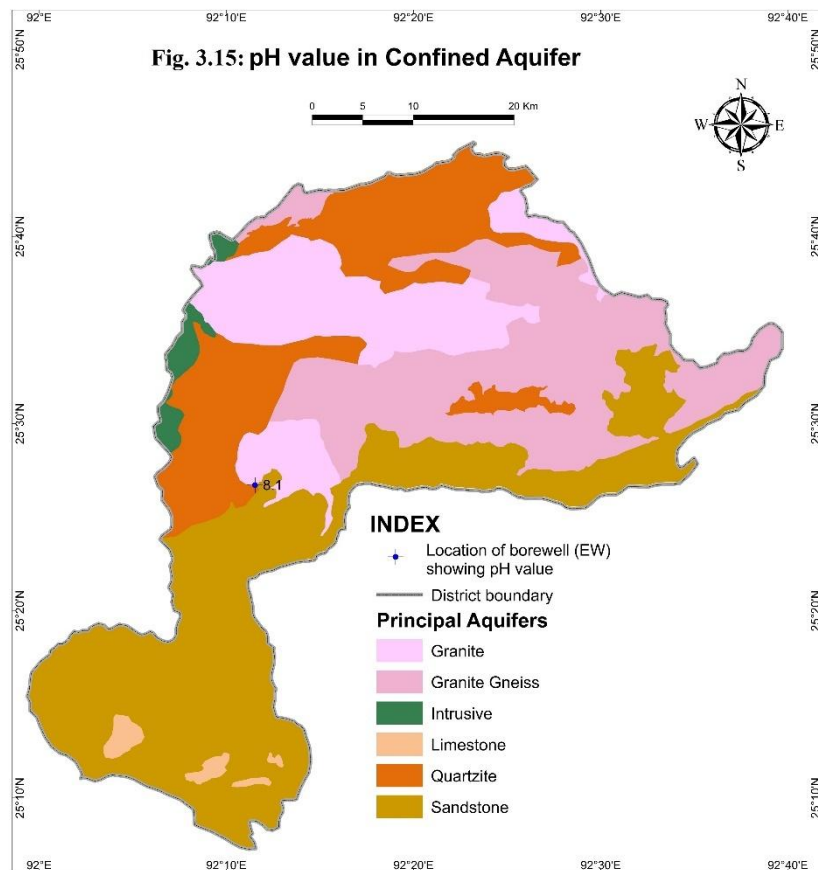 92°E
92°10'E
92°20'E
92°30'E
92°40'E
25°50'N
25°50'N
Fig. 3.15: pH value in Confined Aquifer
0 5 10 20 Km
N
W E
S
25°40'N
25°40'N
25°30'N
25°30'N
8.1
INDEX
Location of borewell (EW)
showing pH value
District boundary
25°20'N
25°20'N
Principal Aquifers
Granite
Granite Gneiss
Intrusive
Limestone
Quartzite
Sandstone
25°10'N
25°10'N
92°E
92°10'E
92°20'E
92°30'E
92°40'E